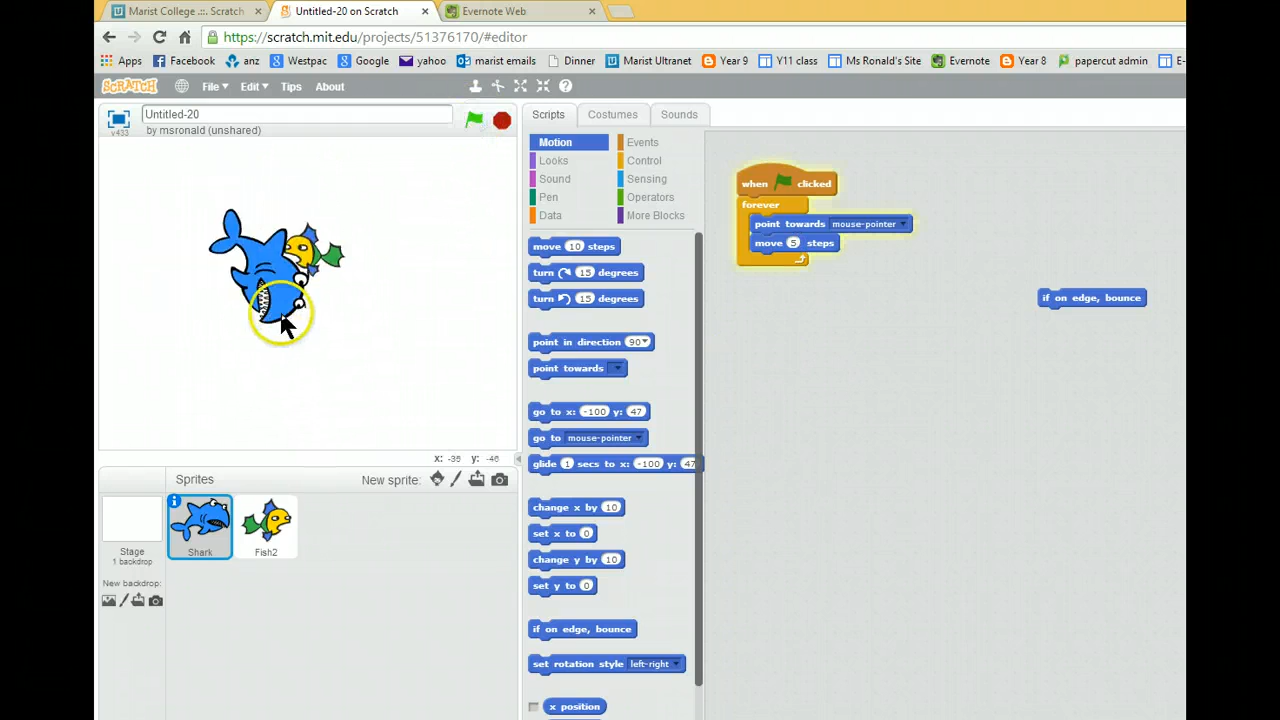 Marist College .::. Scratch
Untitled-20 on Scratch
Evernote Web
https://scratch.mit.edu/projects/51376170/#editor
Apps Facebook anz Westpac Google yahoo marist emails Dinner Marist Ultranet Year 9 Y11 class Ms Ronald's Site Evernote Year 8 papercut admin E-
SCRATCH File Edit Tips About
v433 Untitled-20
by msronald (unshared)
Scripts Costumes Sounds
Motion Events
Looks Control
Sound Sensing
Pen Operators
Data More Blocks
move 10 steps
turn 15 degrees
turn 15 degrees
point in direction 90
point towards
go to x: -100 y: 47
go to mouse-pointer
glide 1 secs to x: -100 y: 47
change x by 10
set x to 0
change y by 10
set y to 0
if on edge, bounce
set rotation style left-right
x position
when clicked
forever
point towards mouse-pointer
move 5 steps
if on edge, bounce
x: -35 y: -46
Sprites New sprite:
Stage
1 backdrop
New backdrop:
i
Shark
Fish2